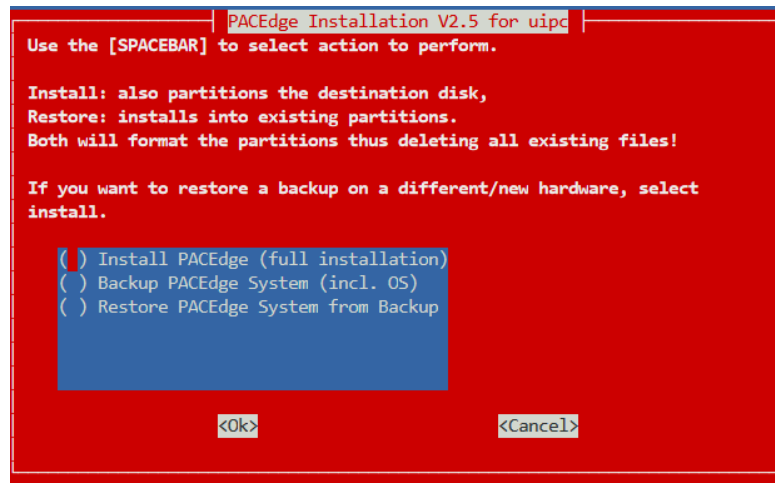 PACEdge Installation V2.5 for uipc
Use the [SPACEBAR] to select action to perform.
Install: also partitions the destination disk,
Restore: installs into existing partitions.
Both will format the partitions thus deleting all existing files!
If you want to restore a backup on a different/new hardware, select
install.
( ) Install PACEdge (full installation)
( ) Backup PACEdge System (incl. OS)
( ) Restore PACEdge System from Backup
<Ok> <Cancel>